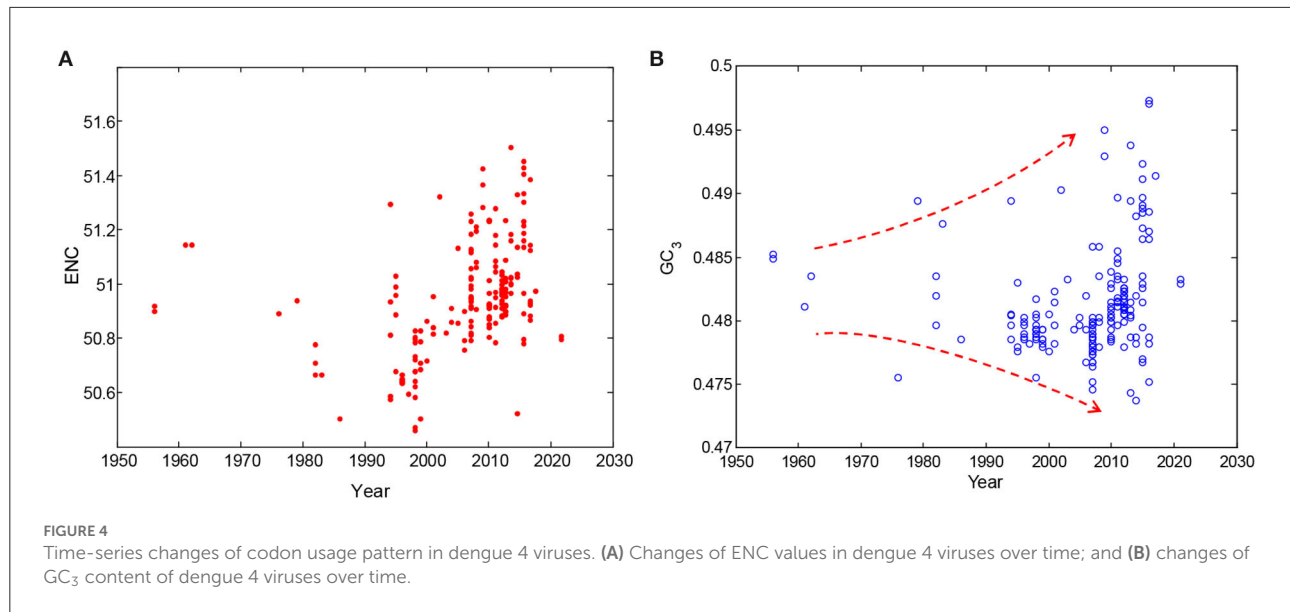 A
51.6
51.4
51.2
51
50.8
50.6
ENC
1950 1960 1970 1980 1990 2000 2010 2020 2030
Year
B
0.5
0.495
0.49
0.485
0.48
0.475
0.47
GC3
1950 1960 1970 1980 1990 2000 2010 2020 2030
Year
FIGURE 4
Time-series changes of codon usage pattern in dengue 4 viruses. (A) Changes of ENC values in dengue 4 viruses over time; and (B) changes of
GC3 content of dengue 4 viruses over time.